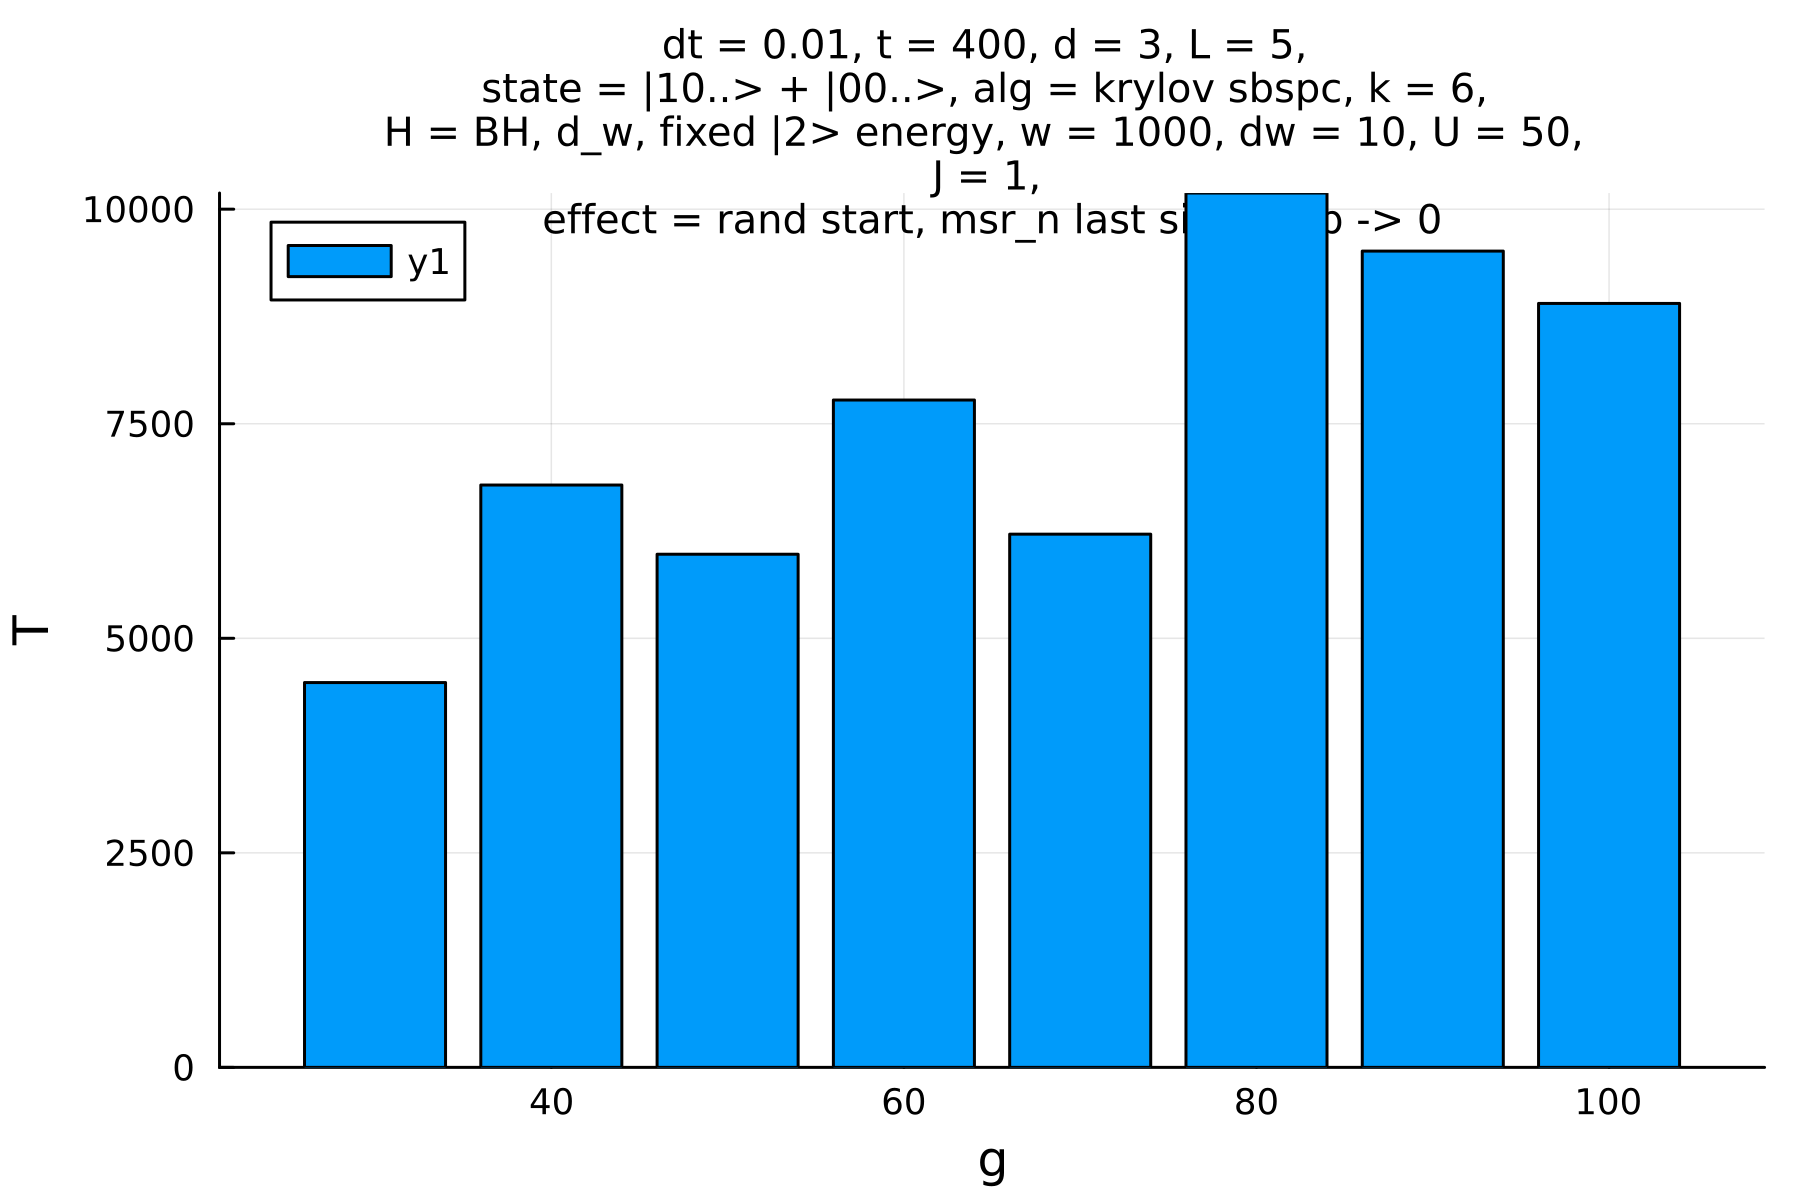 dt = 0.01, t = 400, d = 3, L = 5,
state = |10..> + |00..>, alg = krylov sbspc, k = 6,
H = BH, d_w, fixed |2> energy, w = 1000, dw = 10, U = 50,
J = 1,
effect = rand start, msr_n last -> 0
y1
10000
7500
5000
2500
0
T
40 60 80 100
g